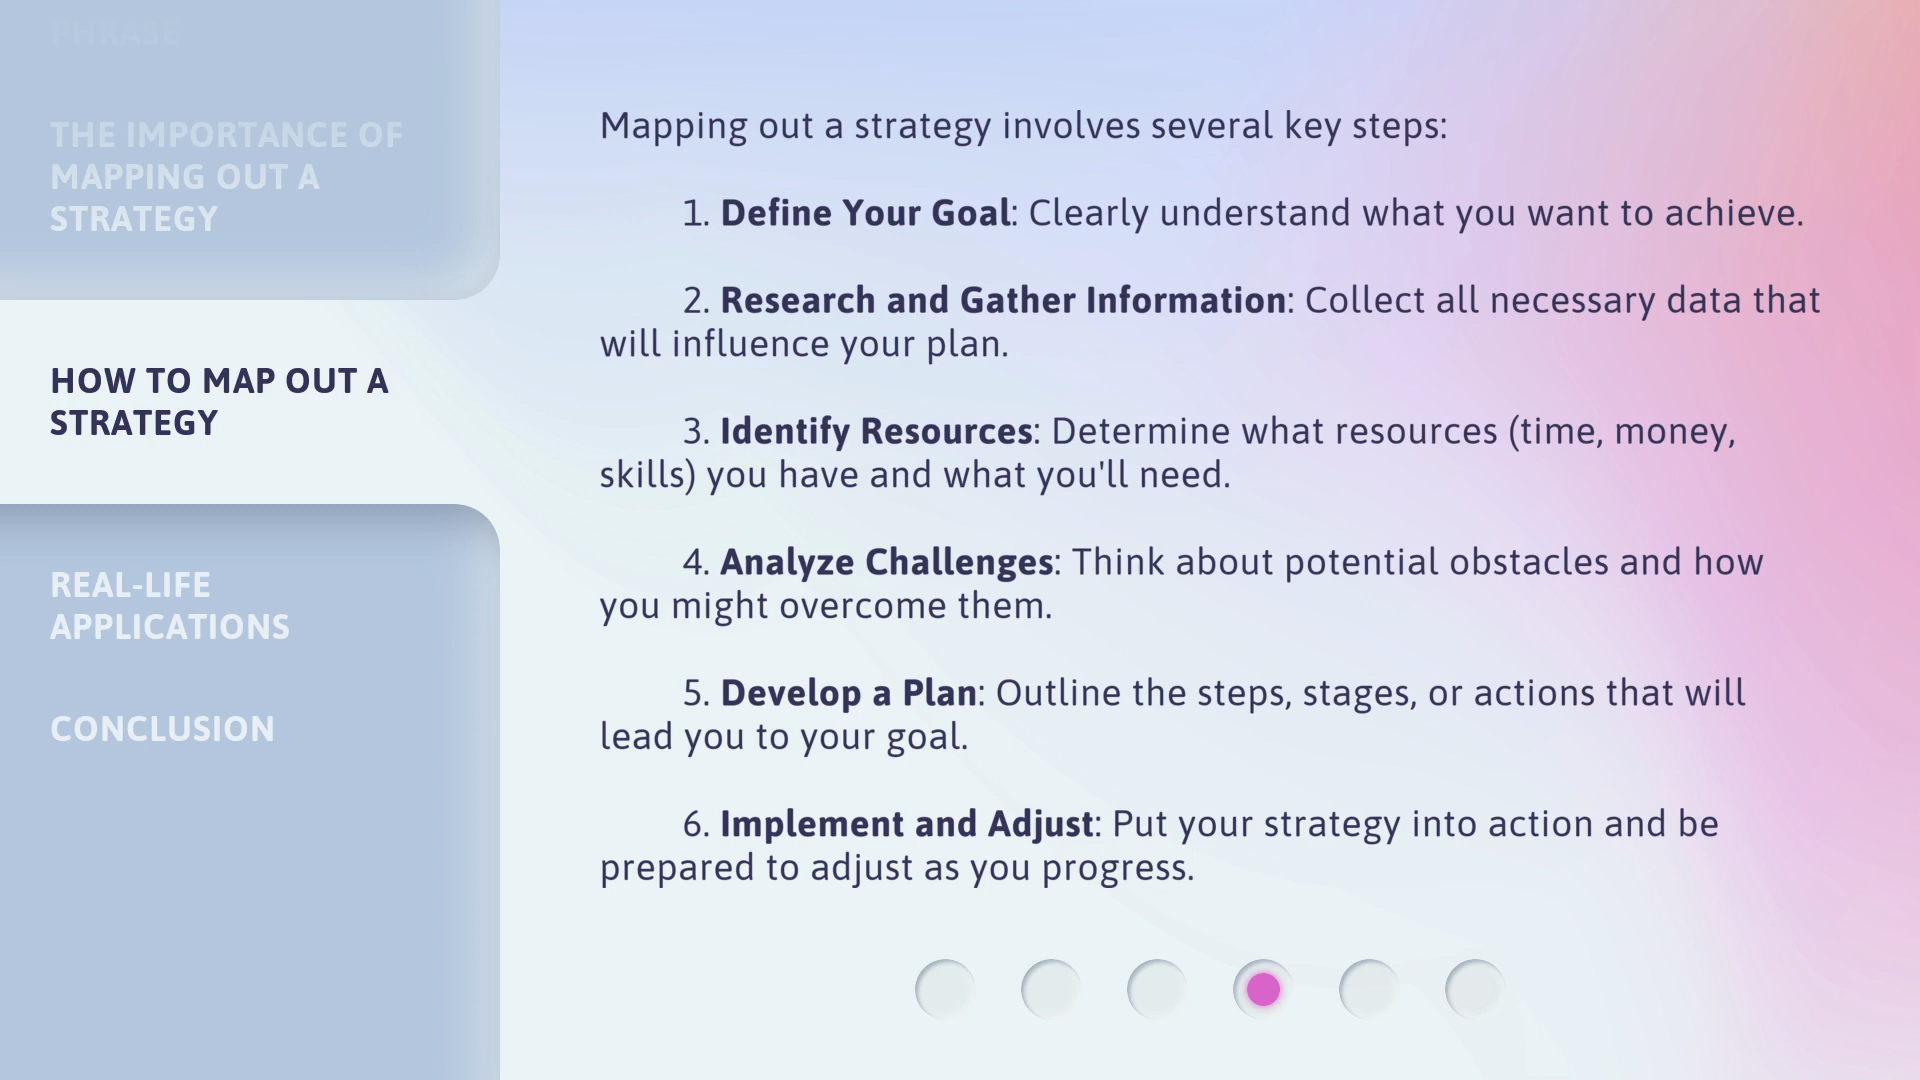 PHRASE
THE IMPORTANCE OF
MAPPING OUT A
STRATEGY
HOW TO MAP OUT A
STRATEGY
REAL-LIFE
APPLICATIONS
CONCLUSION
Mapping out a strategy involves several key steps:
1. Define Your Goal: Clearly understand what you want to achieve.
2. Research and Gather Information: Collect all necessary data that
will influence your plan.
3. Identify Resources: Determine what resources (time, money,
skills) you have and what you'll need.
4. Analyze Challenges: Think about potential obstacles and how
you might overcome them.
5. Develop a Plan: Outline the steps, stages, or actions that will
lead you to your goal.
6. Implement and Adjust: Put your strategy into action and be
prepared to adjust as you progress.